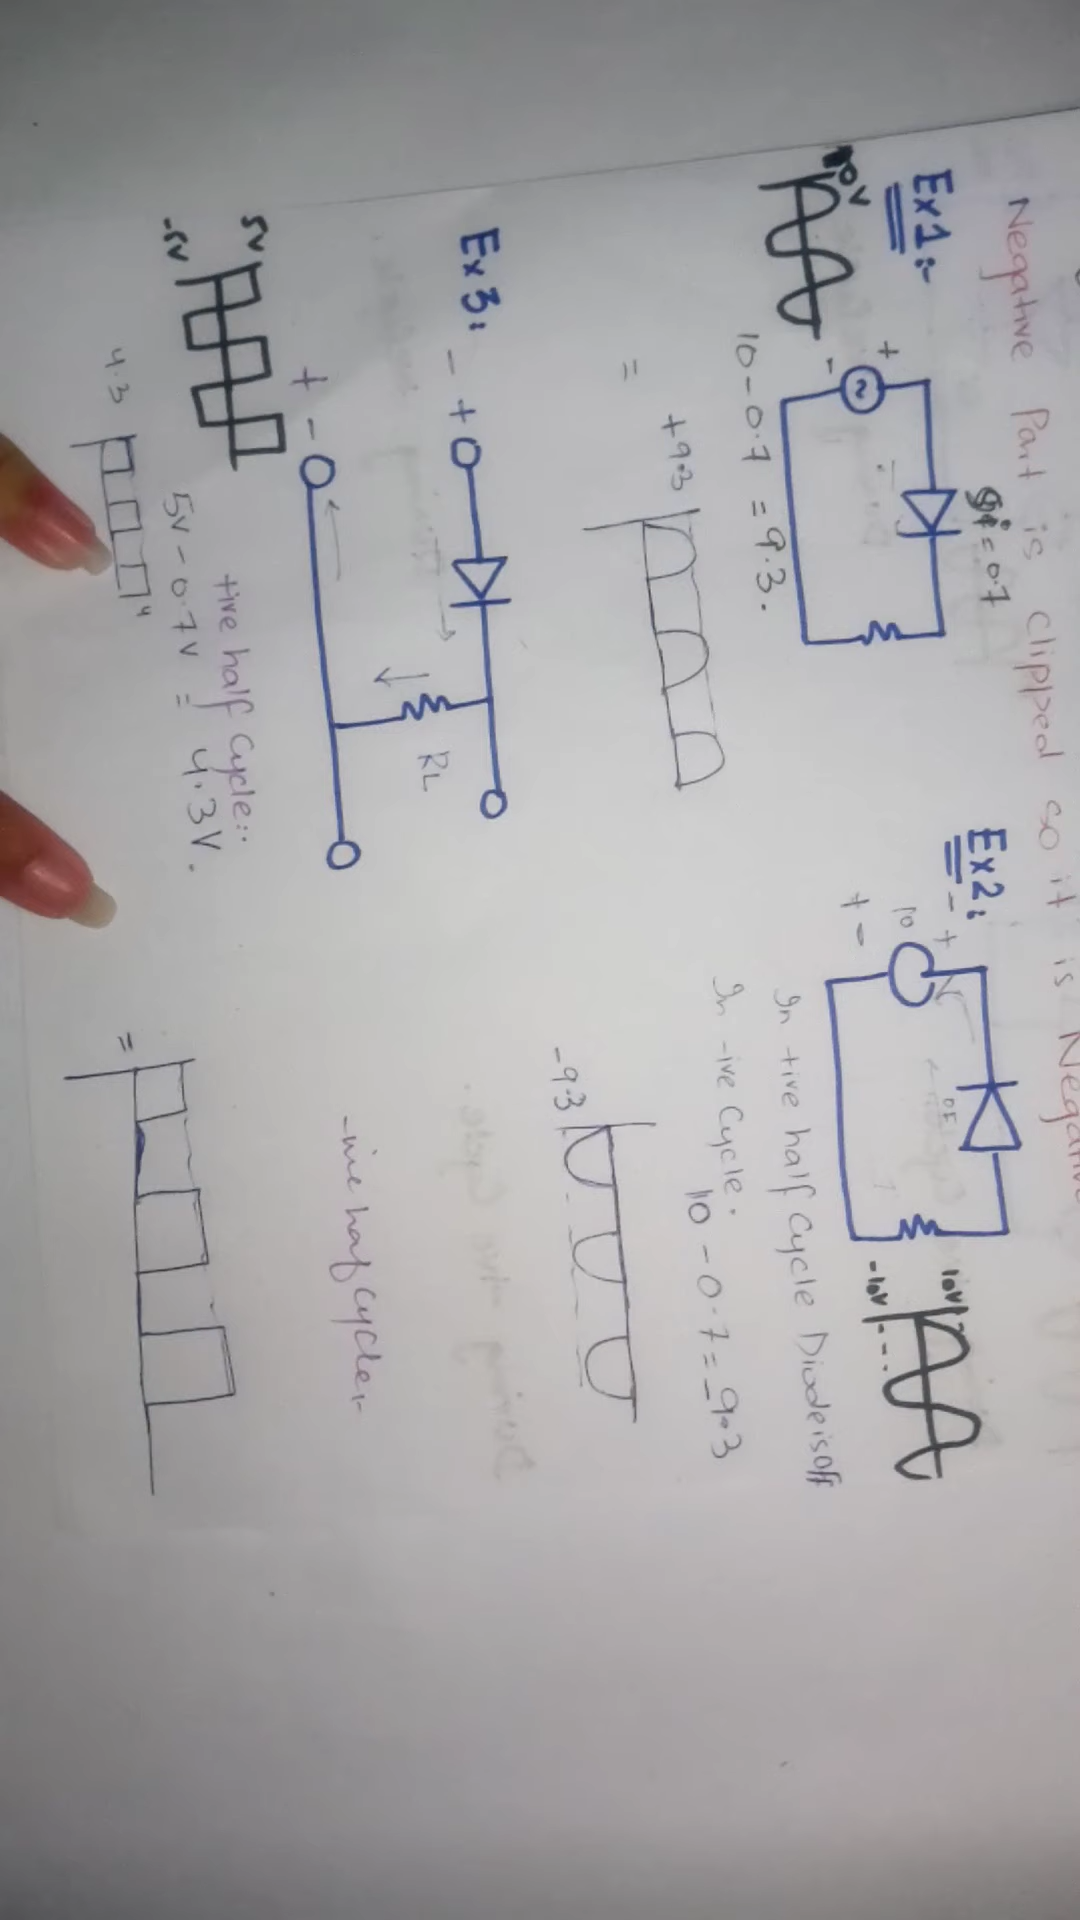 Negative Part is Clipped so it is Negative
Ex1:-
10V
+
-
Si = 0.7
10 - 0.7 = 9.3.
=
+9.3
Ex2:
- +
10
+ -
10V
-10V
In +ive half Cycle Diode is off
In -ive Cycle.
10 - 0.7 = -9.3
-9.3
Ex 3:
- +
+ -
RL
5V
-5V
+ive half Cycle::
5V - 0.7V = 4.3V.
4.3
-ive half Cycle:-
=